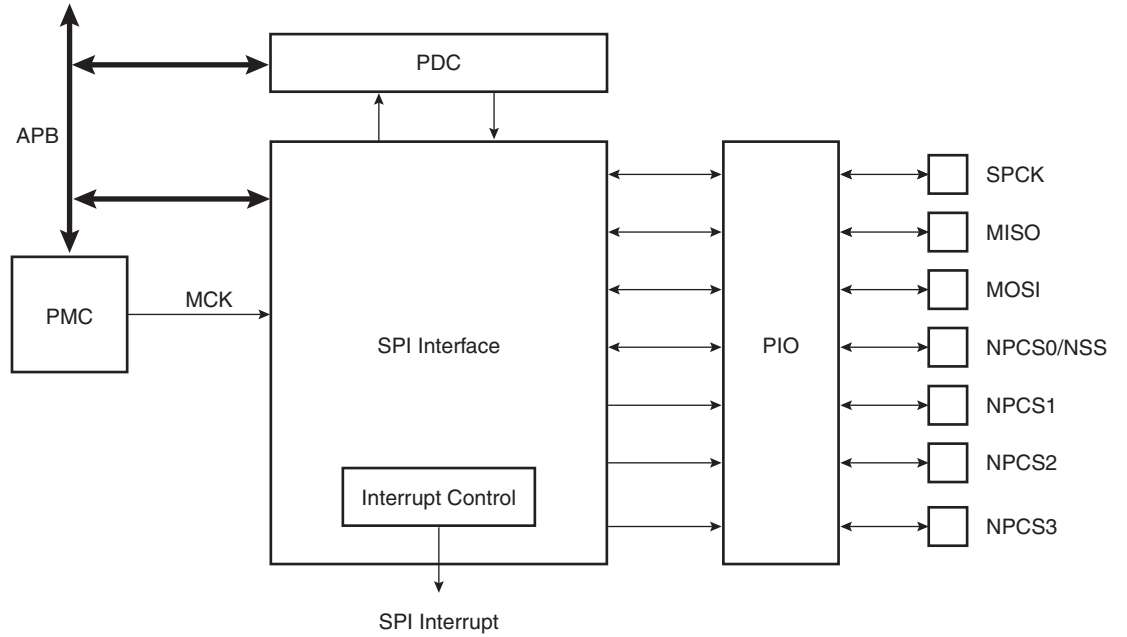 PDC
APB
SPCK
MISO
MCK
MOSI
PMC
SPI Interface
PIO
NPCS0/NSS
NPCS1
NPCS2
Interrupt Control
NPCS3
SPI Interrupt